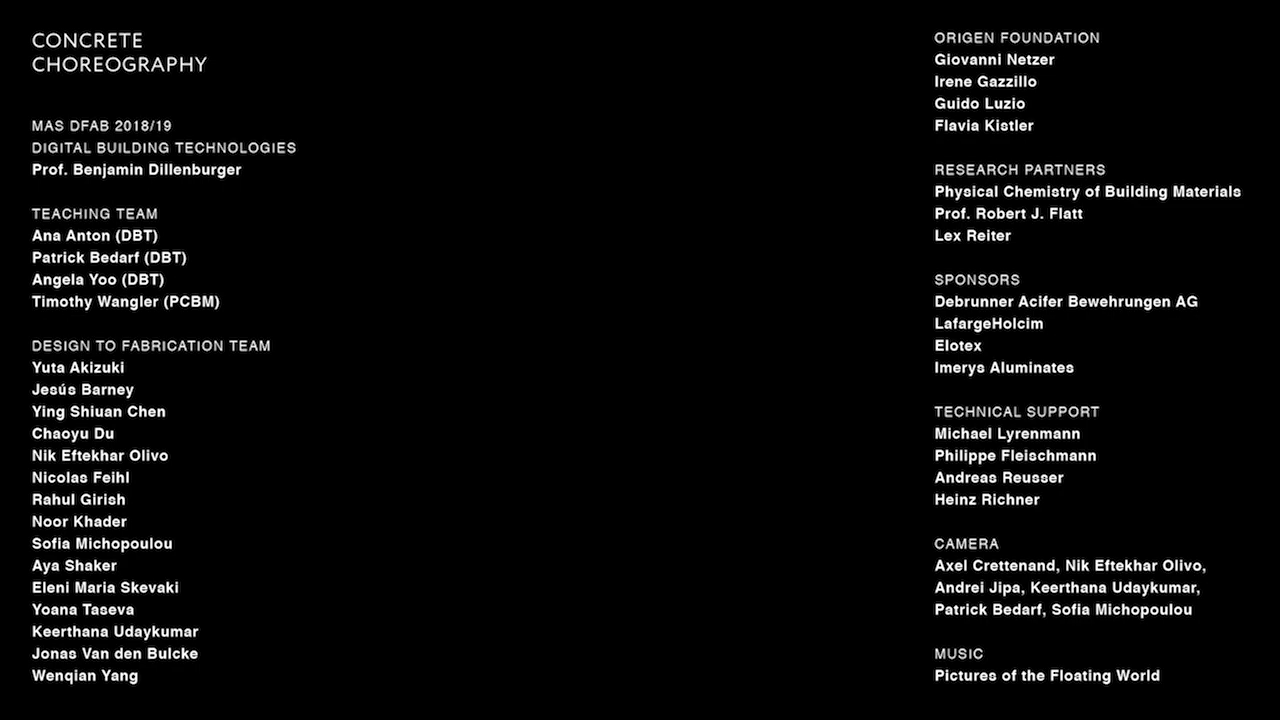 CONCRETE
CHOREOGRAPHY
MAS DFAB 2018/19
DIGITAL BUILDING TECHNOLOGIES
Prof. Benjamin Dillenburger
TEACHING TEAM
Ana Anton (DBT)
Patrick Bedarf (DBT)
Angela Yoo (DBT)
Timothy Wangler (PCBM)
DESIGN TO FABRICATION TEAM
Yuta Akizuki
Jesús Barney
Ying Shiuan Chen
Chaoyu Du
Nik Eftekhar Olivo
Nicolas Feihl
Rahul Girish
Noor Khader
Sofia Michopoulou
Aya Shaker
Eleni Maria Skevaki
Yoana Taseva
Keerthana Udaykumar
Jonas Van den Bulcke
Wenqian Yang
ORIGEN FOUNDATION
Giovanni Netzer
Irene Gazzillo
Guido Luzio
Flavia Kistler
RESEARCH PARTNERS
Physical Chemistry of Building Materials
Prof. Robert J. Flatt
Lex Reiter
SPONSORS
Debrunner Acifer Bewehrungen AG
LafargeHolcim
Elotex
Imerys Aluminates
TECHNICAL SUPPORT
Michael Lyrenmann
Philippe Fleischmann
Andreas Reusser
Heinz Richner
CAMERA
Axel Crettenand, Nik Eftekhar Olivo,
Andrei Jipa, Keerthana Udaykumar,
Patrick Bedarf, Sofia Michopoulou
MUSIC
Pictures of the Floating World